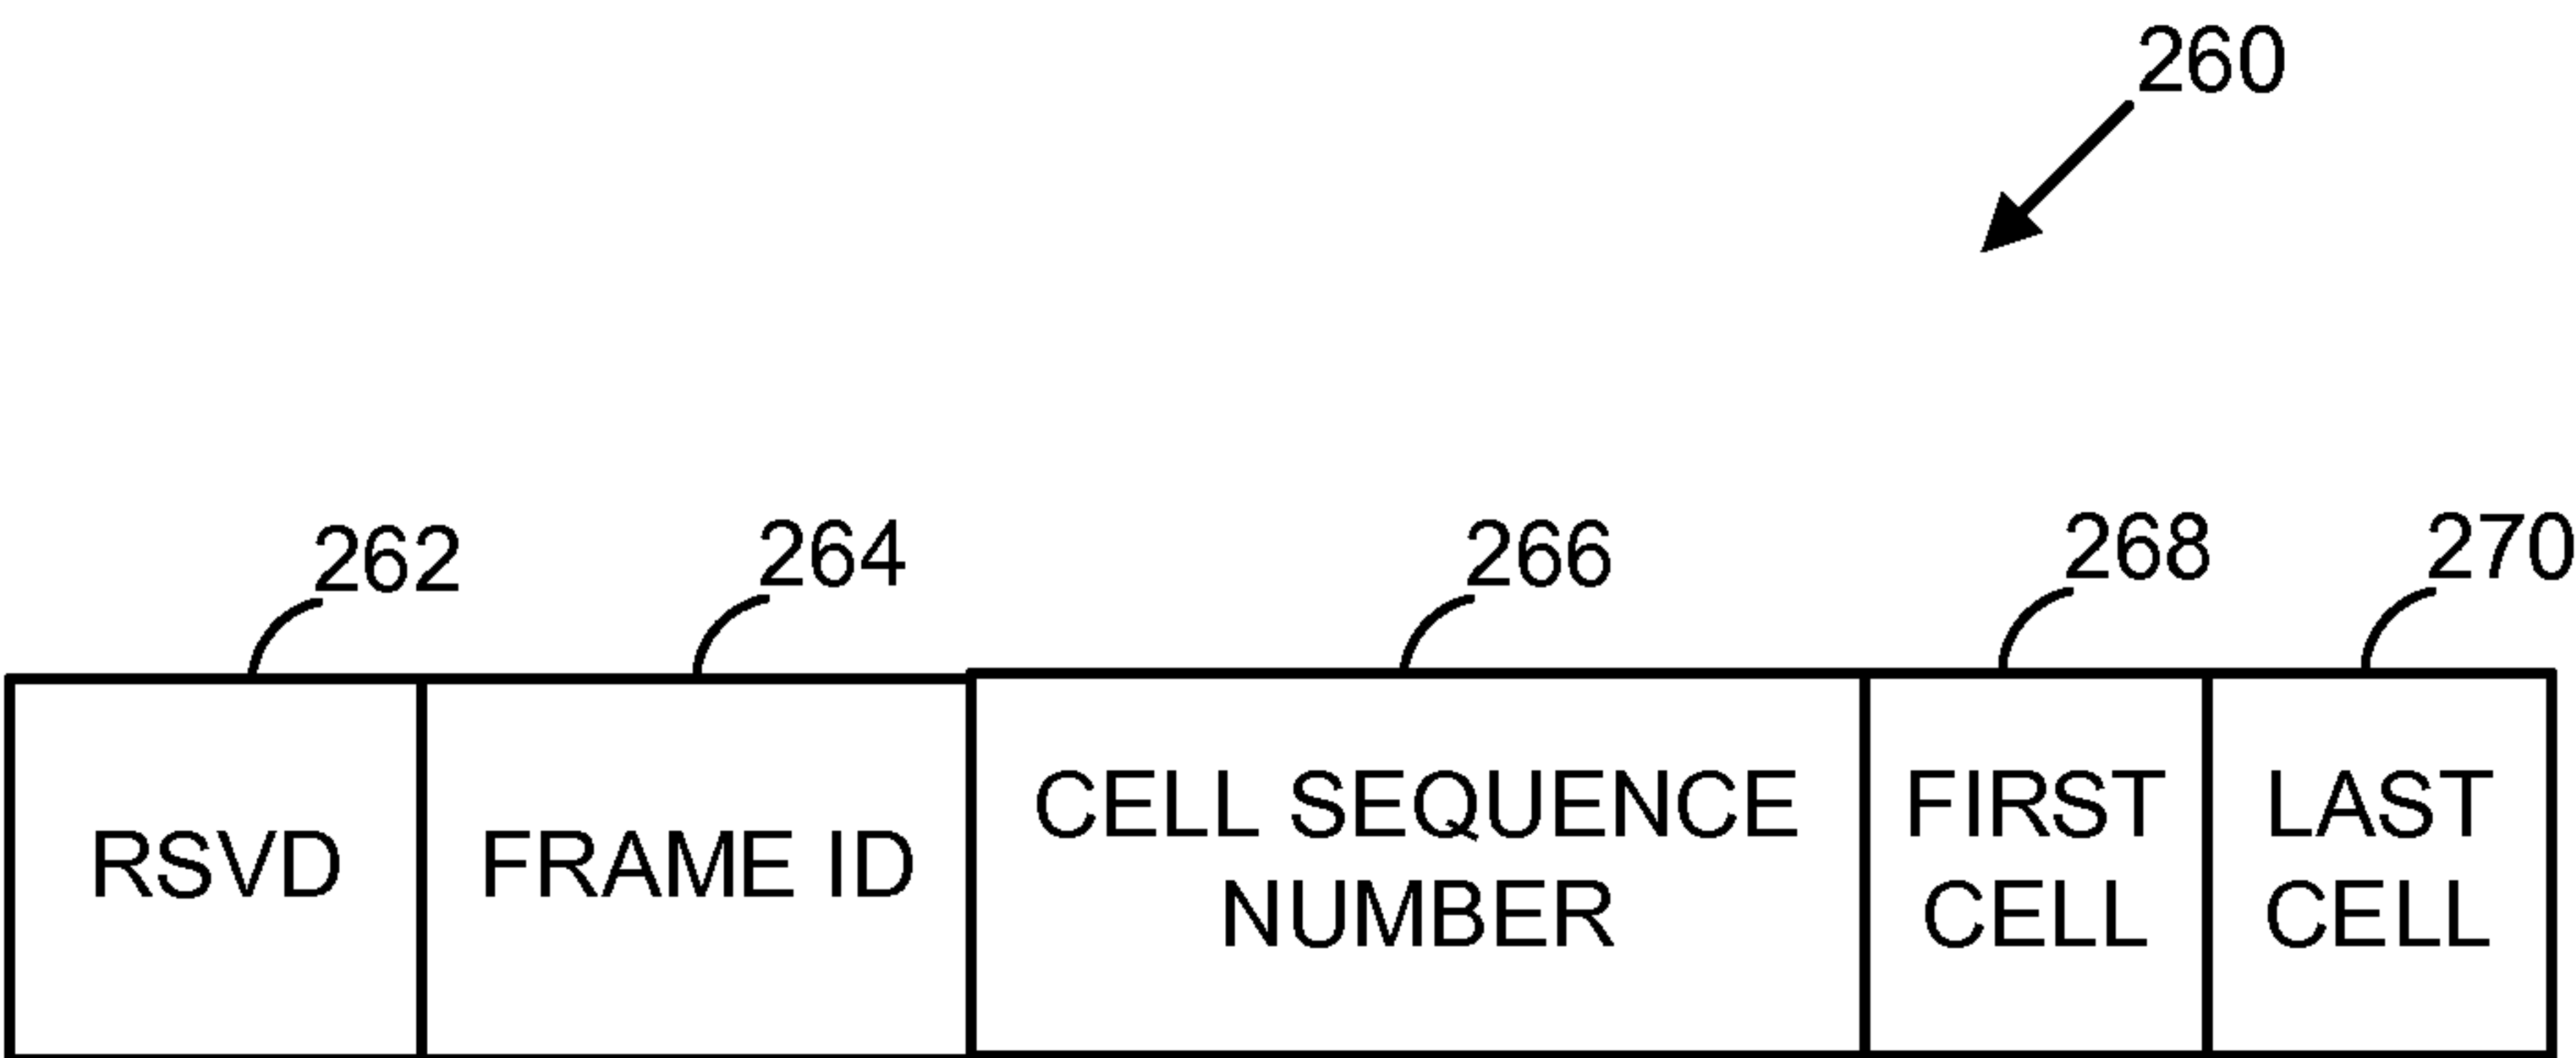 260
262
264
266
268
270
RSVD
FRAME ID
CELL SEQUENCE
NUMBER
FIRST
CELL
LAST
CELL